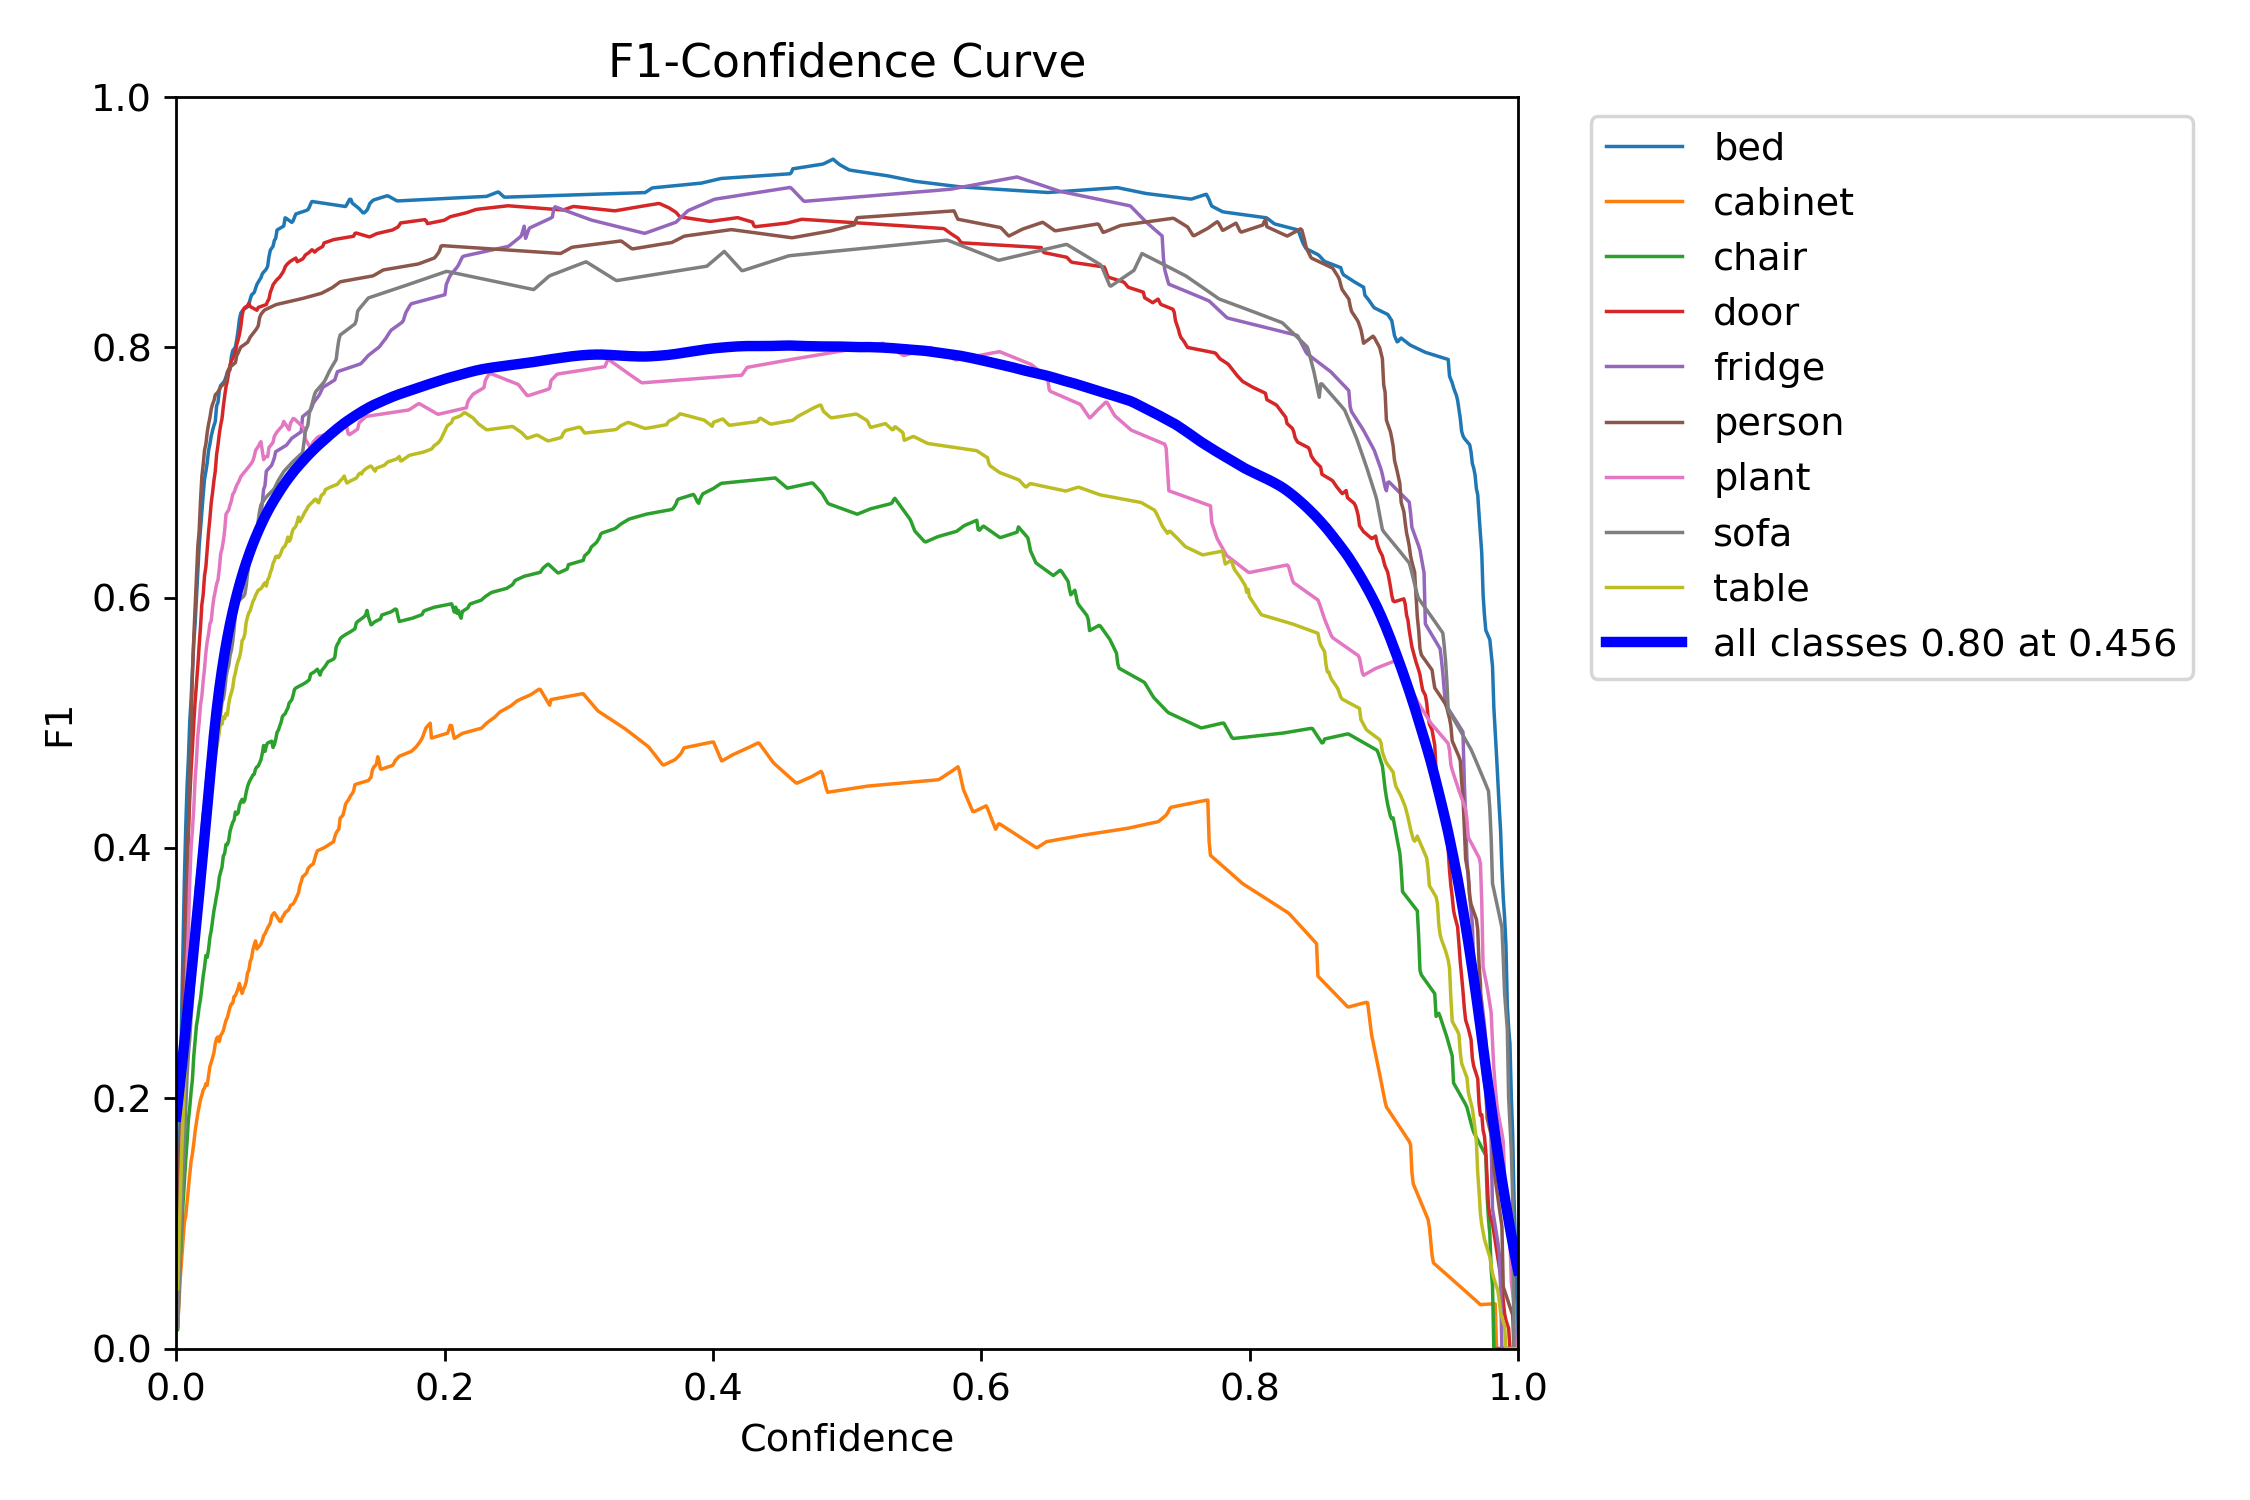 F1-Confidence Curve
1.0
0.8
0.6
0.4
0.2
0.0
F1
0.0 0.2 0.4 0.6 0.8 1.0
Confidence
bed
cabinet
chair
door
fridge
person
plant
sofa
table
all classes 0.80 at 0.456